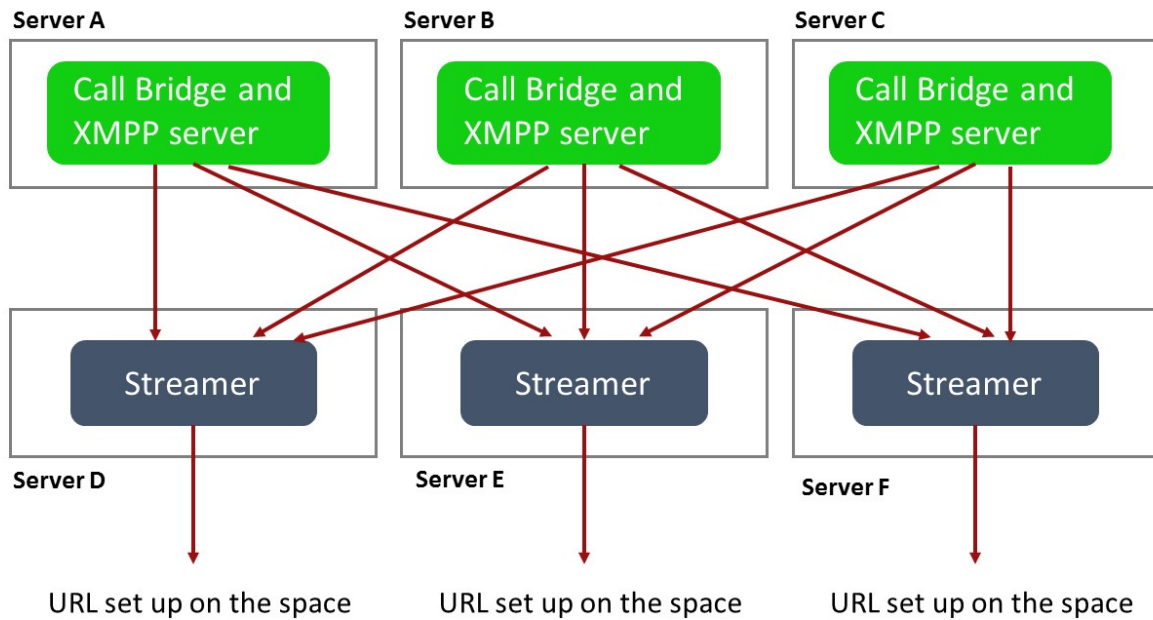 Server A
Server B
Server C
Call Bridge and
XMPP server
Call Bridge and
XMPP server
Call Bridge and
XMPP server
Streamer
Streamer
Streamer
Server D
Server E
Server F
URL set up on the space
URL set up on the space
URL set up on the space